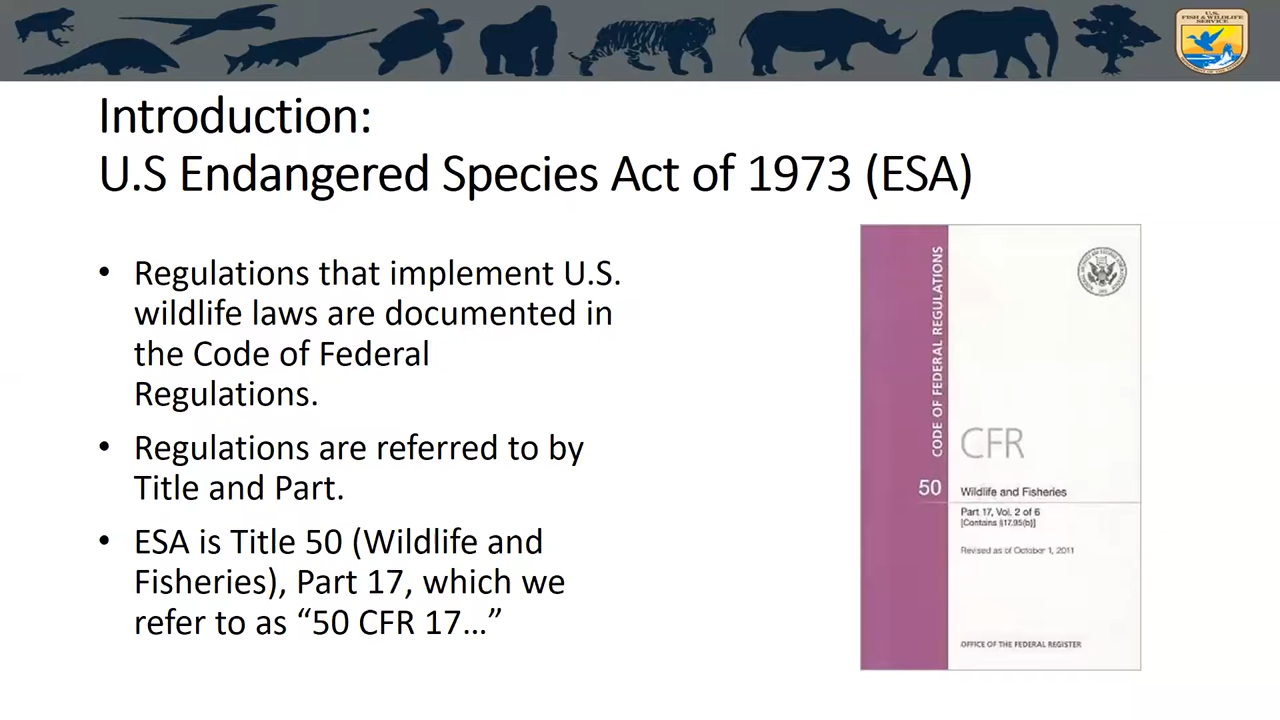 U.S.
FISH & WILDLIFE
SERVICE
Introduction:
U.S Endangered Species Act of 1973 (ESA)
• Regulations that implement U.S.
wildlife laws are documented in
the Code of Federal
Regulations.
• Regulations are referred to by
Title and Part.
• ESA is Title 50 (Wildlife and
Fisheries), Part 17, which we
refer to as “50 CFR 17…”
CODE OF FEDERAL REGULATIONS
CFR
50
Wildlife and Fisheries
Part 17, Vol. 2 of 6
[Contains §17.95(b)]
Revised as of October 1, 2011
OFFICE OF THE FEDERAL REGISTER